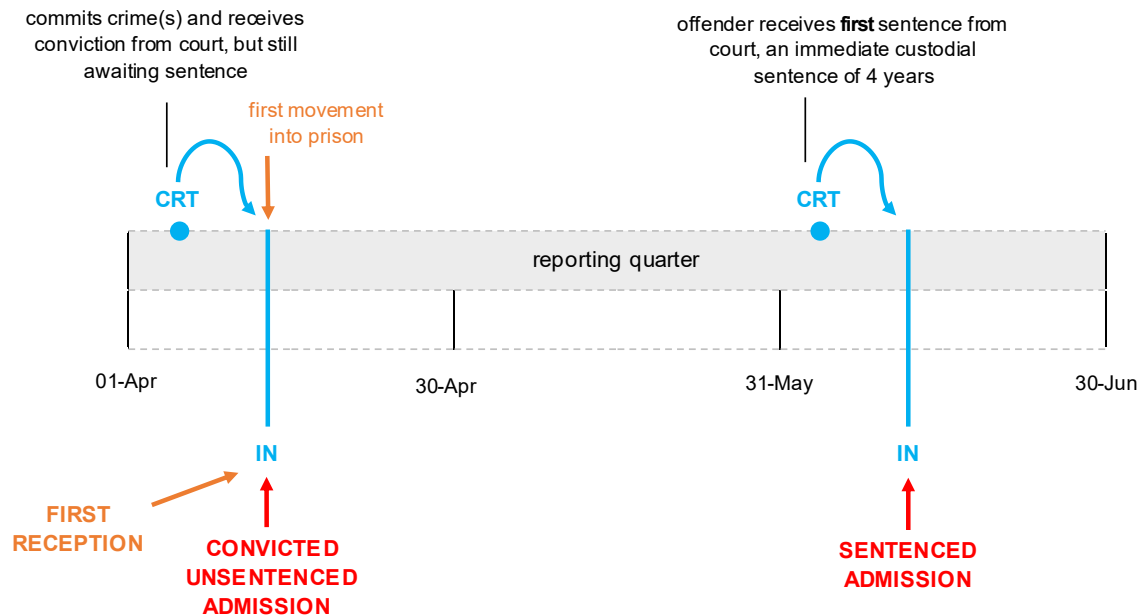 commits crime(s) and receives
conviction from court, but still
awaiting sentence
first movement
into prison
offender receives first sentence from
court, an immediate custodial
sentence of 4 years
CRT
CRT
reporting quarter
01-Apr
30-Apr
31-May
30-Jun
IN
IN
FIRST
RECEPTION
CONVICTED
UNSENTENCED
ADMISSION
SENTENCED
ADMISSION